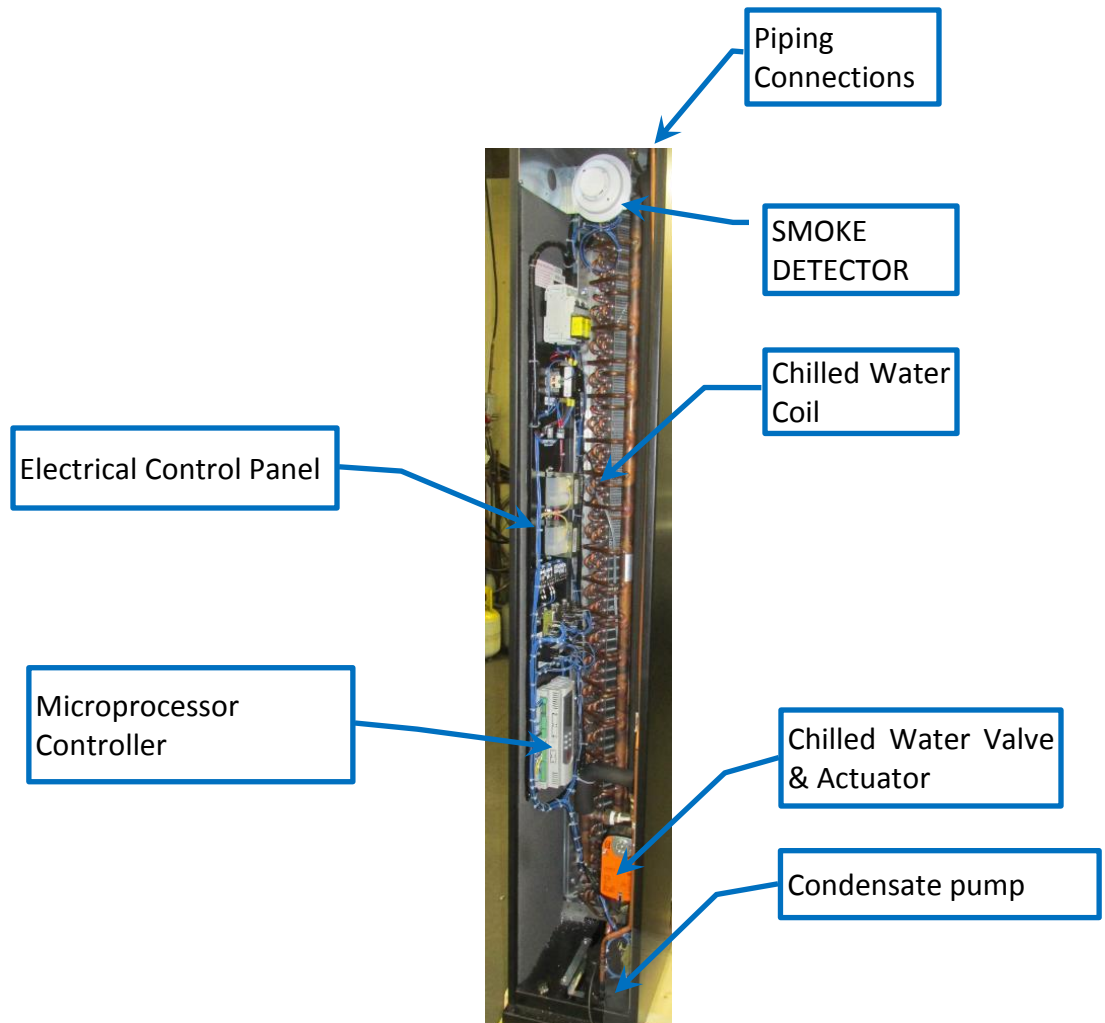 Piping
Connections
SMOKE
DETECTOR
Chilled Water
Coil
Electrical Control Panel
Microprocessor
Controller
Chilled Water Valve
& Actuator
Condensate pump